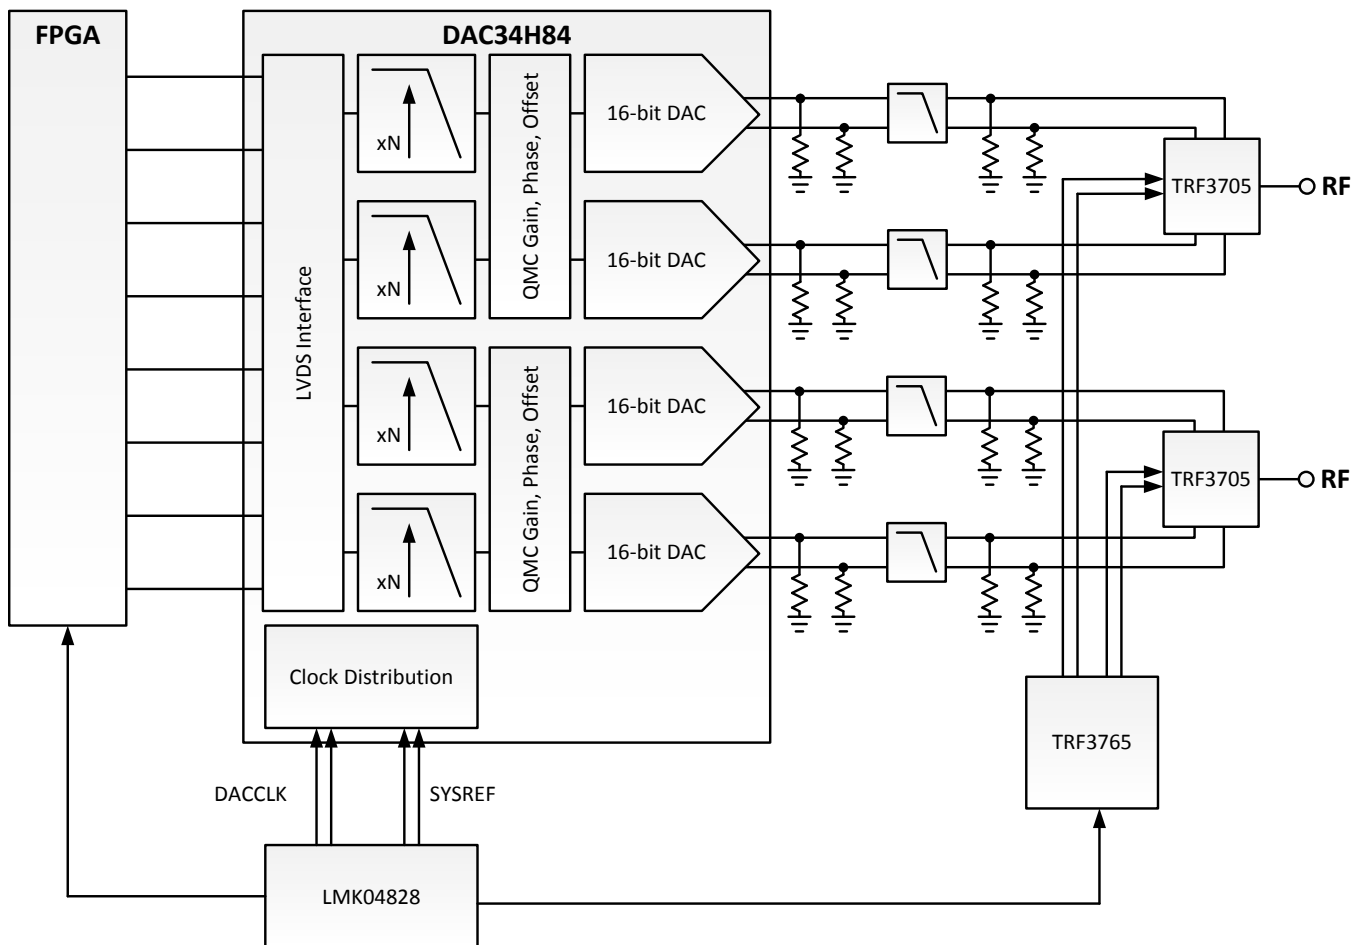 FPGA
DAC34H84
LVDS Interface
xN
QMC Gain, Phase, Offset
16-bit DAC
TRF3705
RF
xN
16-bit DAC
xN
QMC Gain, Phase, Offset
16-bit DAC
TRF3705
RF
xN
16-bit DAC
Clock Distribution
TRF3765
DACCLK
SYSREF
LMK04828